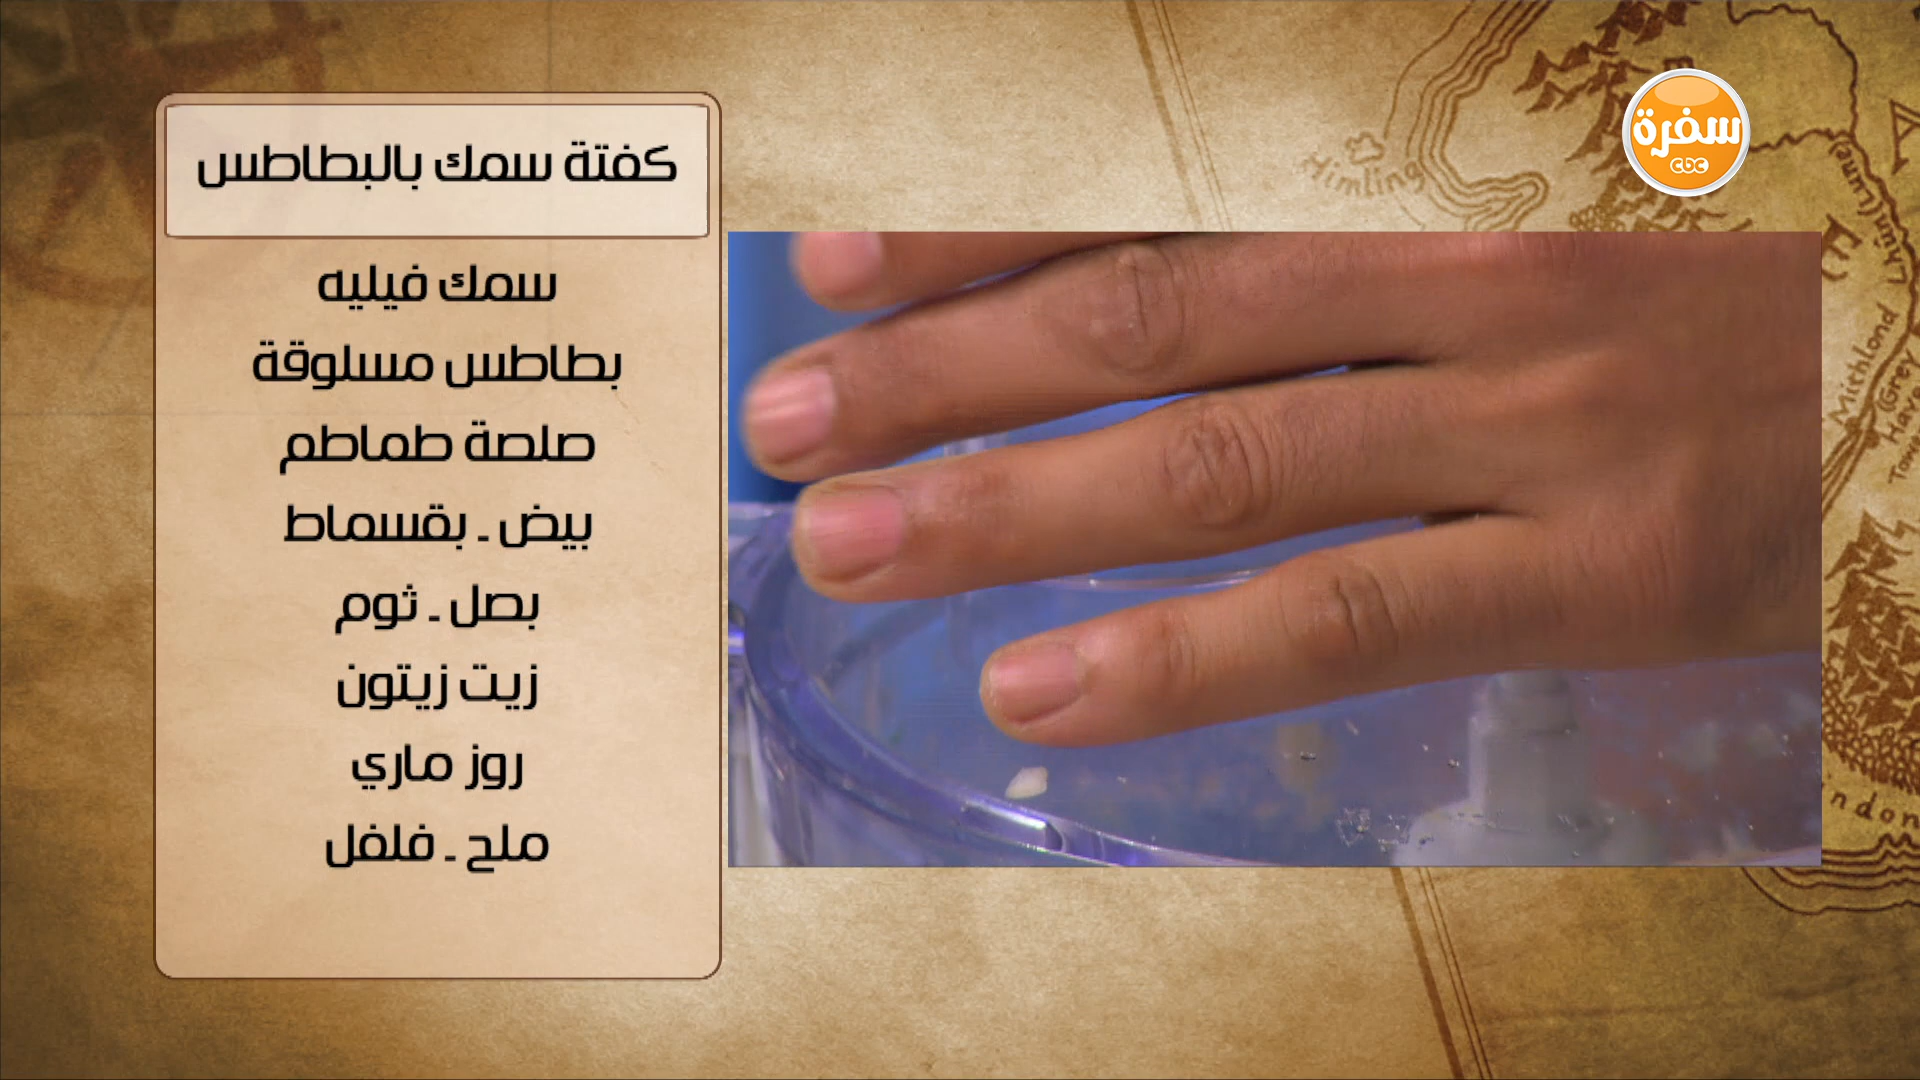 كفتة سمك بالبطاطس
سمك فيليه
بطاطس مسلوقة
صلصة طماطم
بيض - بقسماط
بصل - ثوم
زيت زيتون
روز ماري
ملح - فلفل
سفرة
cbc
Himling
Mithlond
(Grey